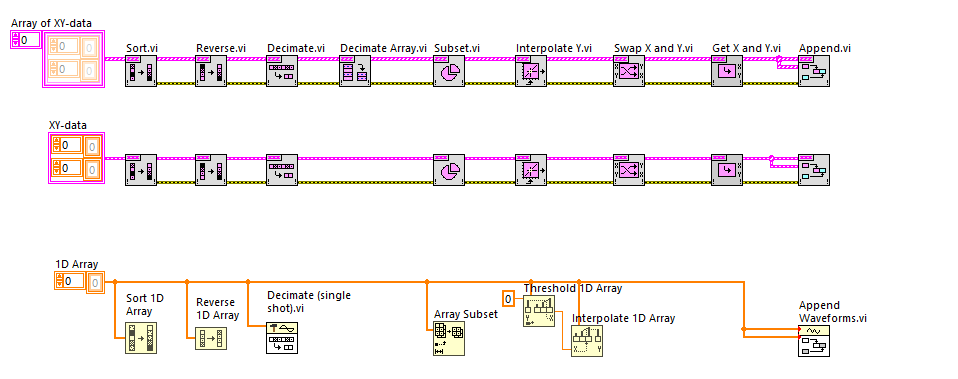 Array of XY-data
0 0 0
Sort.vi Reverse.vi Decimate.vi Decimate Array.vi Subset.vi Interpolate Y.vi Swap X and Y.vi Get X and Y.vi Append.vi
X Y Y X X Y
XY-data
0 0
0 0
X Y Y X X Y
1D Array
0 0
Sort 1D Array
Reverse 1D Array
Decimate (single shot).vi
Array Subset
Threshold 1D Array
0
Interpolate 1D Array
Append Waveforms.vi